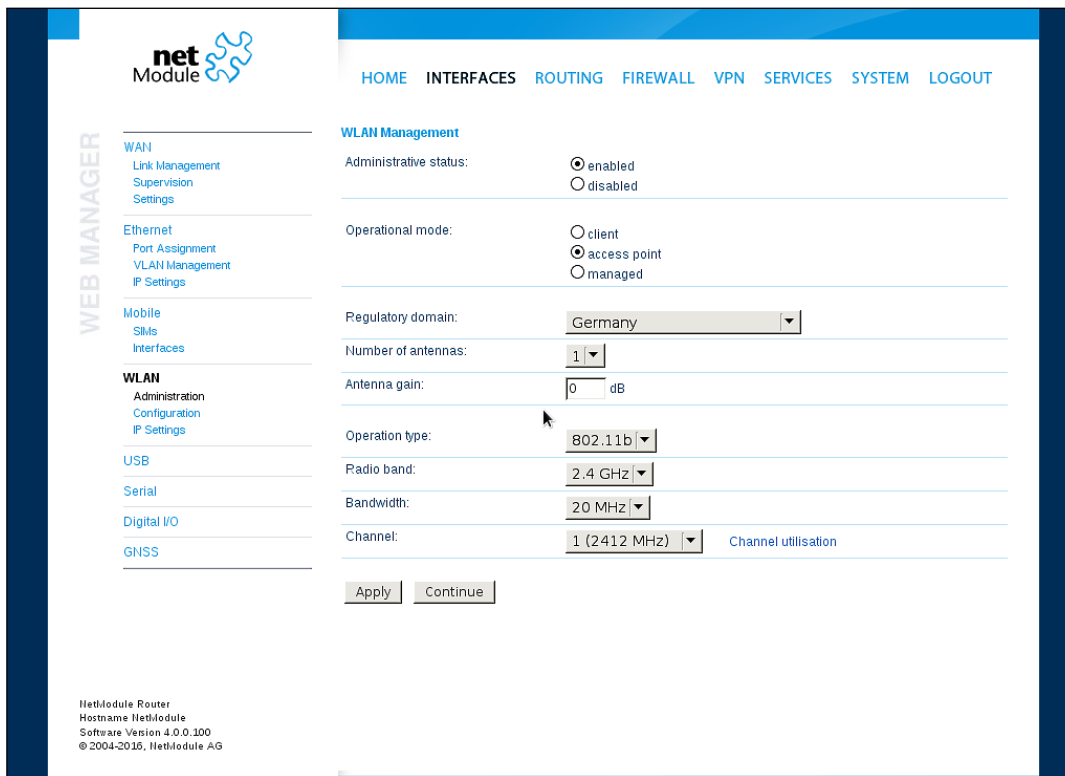 net
Module
HOME INTERFACES ROUTING FIREWALL VPN SERVICES SYSTEM LOGOUT
WEB MANAGER
WAN
Link Management
Supervision
Settings
Ethernet
Port Assignment
VLAN Management
IP Settings
Mobile
SIMs
Interfaces
WLAN
Administration
Configuration
IP Settings
USB
Serial
Digital I/O
GNSS
WLAN Management
Administrative status:
enabled
disabled
Operational mode:
client
access point
managed
Regulatory domain: Germany
Number of antennas: 1
Antenna gain: 0 dB
Operation type: 802.11b
Radio band: 2.4 GHz
Bandwidth: 20 MHz
Channel: 1 (2412 MHz) Channel utilisation
Apply Continue
NetModule Router
Hostname NetModule
Software Version 4.0.0.100
© 2004-2016, NetModule AG